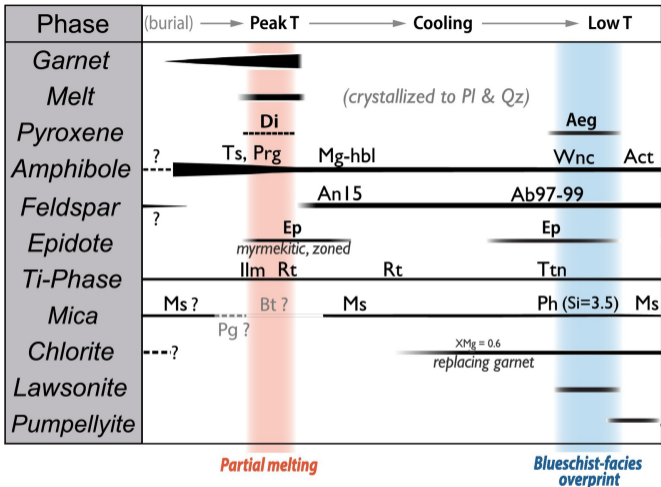 Phase (burial) Peak T Cooling Low T
Garnet
Melt (crystallized to Pl & Qz)
Pyroxene Di Aeg
Amphibole ? Ts, Prg Mg-hbl Wnc Act
Feldspar ? An15 Ab97-99
Epidote Ep myrmekitic, zoned Ep
Ti-Phase Ilm Rt Rt Ttn
Mica Ms ? Pg ? Bt ? Ms Ph (Si=3.5) Ms
Chlorite ? XMg = 0.6 replacing garnet
Lawsonite
Pumpellyite
Partial melting Blueschist-facies
overprint